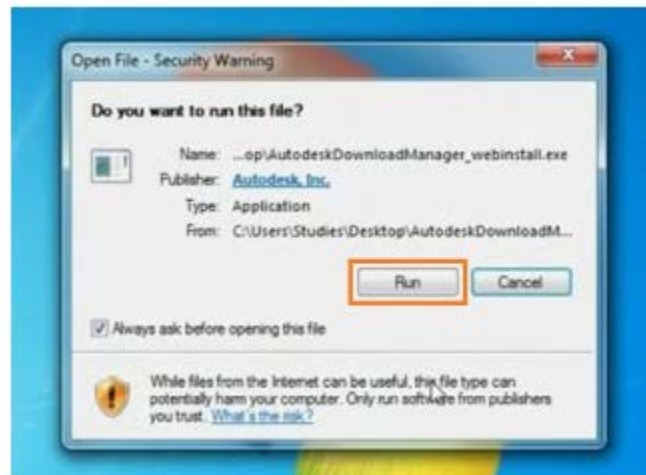 Open File - Security Warning
Do you want to run this file?
Name: ...op\AutodeskDownloadManager_webinstall.exe
Publisher: Autodesk, Inc.
Type: Application
From: C:\Users\Studies\Desktop\AutodeskDownloadM...
Run Cancel
Always ask before opening this file
While files from the Internet can be useful, this file type can
potentially harm your computer. Only run software from publishers
you trust. What's the risk?